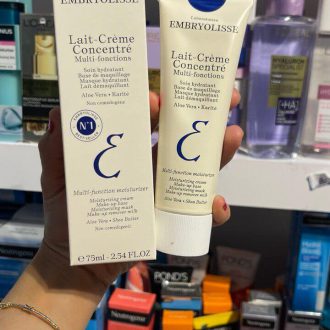 EMBRYOLISSE
Lait-Crème
Concentré
Multi-fonctions
Soin hydratant
Base de maquillage
Masque hydratant
Lait démaquillant
Aloe Vera • Karité
Non comédogène
N°1
Multi-function moisturizer
Moisturizing cream
Make-up base
Moisturizing mask
Make-up remover milk
Aloe Vera • Shea Butter
Non comedogenic
℮ 75ml - 2.54 FL.OZ
Laboratoires
EMBRYOLISSE
Lait-Crème
Concentré
Multi-fonctions
Soin hydratant
Base de maquillage
Masque hydratant
Lait démaquillant
Aloe Vera • Karité
Multi-function moisturizer
Moisturizing cream
Make-up base
Moisturizing mask
Make-up remover milk
Aloe Vera • Shea Butter
HYALURON
+HA
POND'S
Neutrogena
Neutrogena